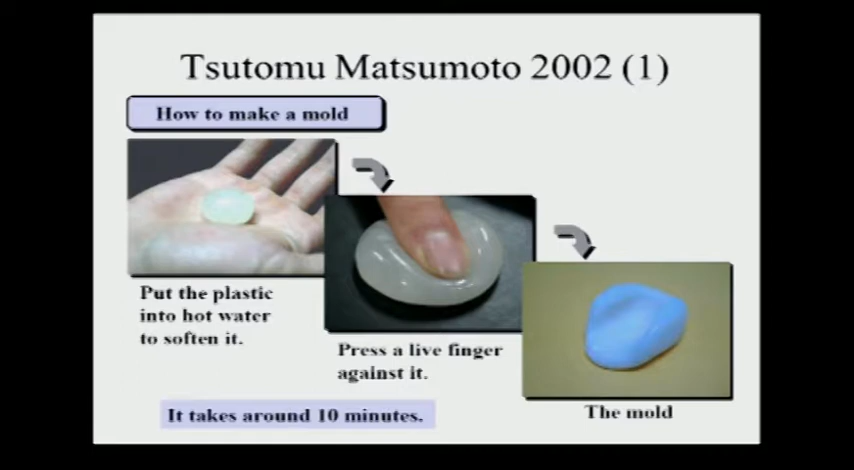 Tsutomu Matsumoto 2002 (1)
How to make a mold
Put the plastic
into hot water
to soften it.
Press a live finger
against it.
The mold
It takes around 10 minutes.